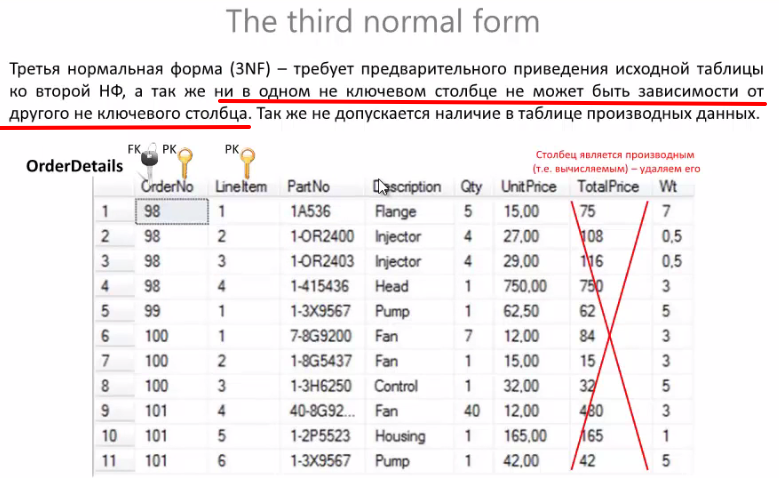 The third normal form
Третья нормальная форма (3NF) – требует предварительного приведения исходной таблицы
ко второй НФ, а так же ни в одном не ключевом столбце не может быть зависимости от
другого не ключевого столбца. Так же не допускается наличие в таблице производных данных.
FK PK PK
Столбец является производным
(т.е. вычисляемым) – удаляем его
OrderDetails
OrderNo LineItem PartNo Description Qty UnitPrice TotalPrice Wt
1 98 1 1A536 Flange 5 15,00 75 7
2 98 2 1-OR2400 Injector 4 27,00 108 0,5
3 98 3 1-OR2403 Injector 4 29,00 116 0,5
4 98 4 1-415436 Head 1 750,00 750 3
5 99 1 1-3X9567 Pump 1 62,50 62 5
6 100 1 7-8G9200 Fan 7 12,00 84 3
7 100 2 1-8G5437 Fan 1 15,00 15 3
8 100 3 1-3H6250 Control 1 32,00 32 5
9 101 4 40-8G92... Fan 40 12,00 480 3
10 101 5 1-2P5523 Housing 1 165,00 165 1
11 101 6 1-3X9567 Pump 1 42,00 42 5